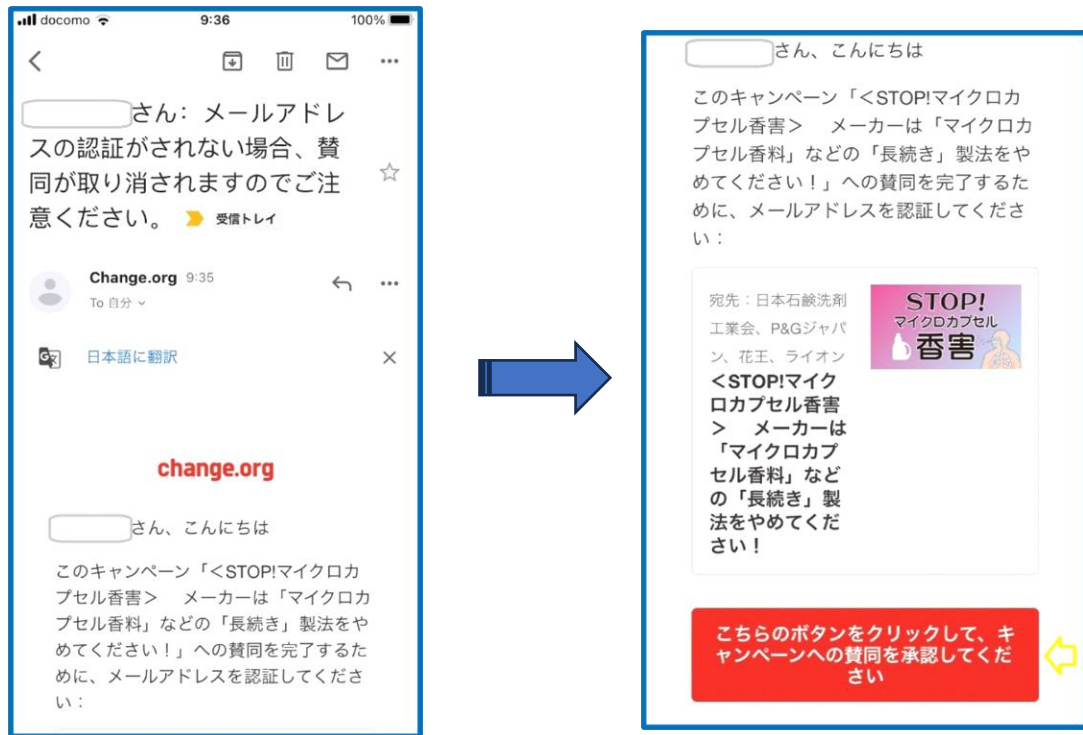 docomo 9:36 100%
さん：メールアドレ
スの認証がされない場合、賛
同が取り消されますのでご注
意ください。 受信トレイ
Change.org 9:35
To 自分
日本語に翻訳
change.org
さん、こんにちは
このキャンペーン「＜STOP!マイクロカ
プセル香害＞　メーカーは「マイクロカ
プセル香料」などの「長続き」製法をや
めてください！」への賛同を完了するた
めに、メールアドレスを認証してくださ
い：
さん、こんにちは
このキャンペーン「＜STOP!マイクロカ
プセル香害＞　メーカーは「マイクロカ
プセル香料」などの「長続き」製法をや
めてください！」への賛同を完了するた
めに、メールアドレスを認証してくださ
い：
宛先：日本石鹸洗剤
工業会、P&Gジャパ
ン、花王、ライオン
＜STOP!マイク
ロカプセル香害
＞　メーカーは
「マイクロカプ
セル香料」など
の「長続き」製
法をやめてくだ
さい！
STOP!
マイクロカプセル
香害
こちらのボタンをクリックして、キ
ャンペーンへの賛同を承認してくだ
さい